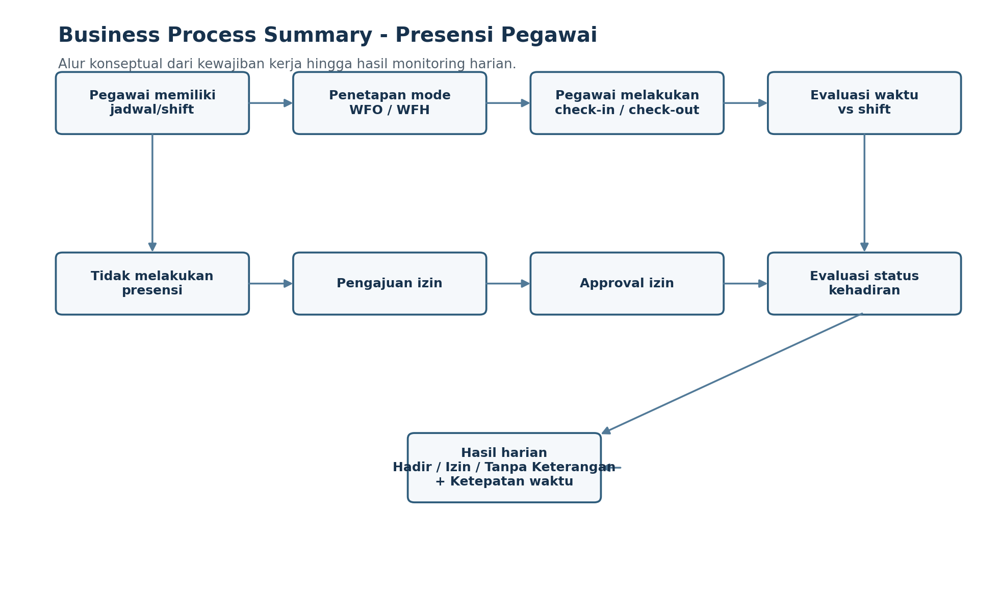 Business Process Summary - Presensi Pegawai
Alur konseptual dari kewajiban kerja hingga hasil monitoring harian.
Pegawai memiliki
jadwal/shift
Penetapan mode
WFO / WFH
Pegawai melakukan
check-in / check-out
Evaluasi waktu
vs shift
Tidak melakukan
presensi
Pengajuan izin
Approval izin
Evaluasi status
kehadiran
Hasil harian
Hadir / Izin / Tanpa Keterangan
+ Ketepatan waktu